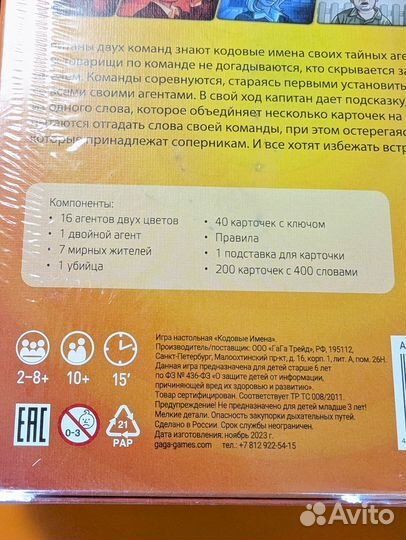 питаны двух команд знают кодовые имена своих тайных аге
товарищи по команде не догадываются, кто скрывается за
Команды соревнуются, стараясь первыми установить
всеми своими агентами. В свой ход капитан дает подсказку,
одного слова, которое объединяет несколько карточек на
ытаются отгадать слова своей команды, при этом остерегаяс
которые принадлежат соперникам. И все хотят избежать встр
Компоненты:
• 16 агентов двух цветов
• 1 двойной агент
• 7 мирных жителей
• 1 убийца
• 40 карточек с ключом
• Правила
• 1 подставка для карточки
• 200 карточек с 400 словами
2–8+ 10+ 15'
Игра настольная «Кодовые Имена».
Производитель/поставщик: ООО «ГаГа Трейд», РФ, 195112,
Санкт-Петербург, Малоохтинский пр-кт, д. 16, корп. 1, лит. А, пом. 26Н.
Данная игра предназначена для детей старше 6 лет
по ФЗ № 436-ФЗ «О защите детей от информации,
причиняющей вред их здоровью и развитию».
Товар сертифицирован. Соответствует ТР ТС 008/2011.
Предупреждение! Не предназначено для детей младше 3 лет!
Мелкие детали. Опасность закупорки дыхательных путей.
Сделано в России. Срок службы неограничен.
Дата изготовления: ноябрь 2023 г.
gaga-games.com тел.: +7 812 922-54-15
EAC
0-3
21
PAP
А
4
Avito